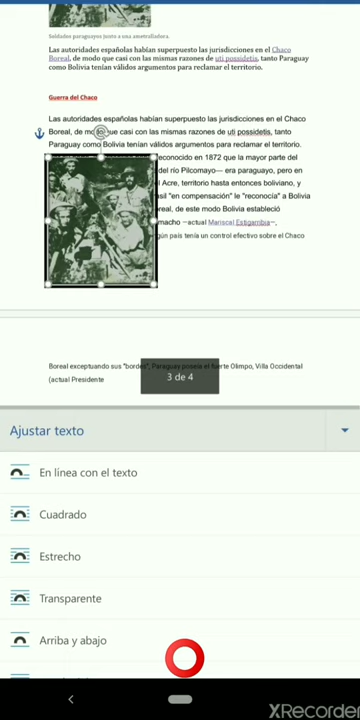 Soldados paraguayos junto a una ametralladora.
Las autoridades españolas habían superpuesto las jurisdicciones en el Chaco
Boreal, de modo que casi con las mismas razones de uti possidetis, tanto Paraguay
como Bolivia tenían válidos argumentos para reclamar el territorio.
Guerra del Chaco
Las autoridades españolas habían superpuesto las jurisdicciones en el Chaco
Boreal, de modo que casi con las mismas razones de uti possidetis, tanto
Paraguay como Bolivia tenían válidos argumentos para reclamar el territorio.
econocido en 1872 que la mayor parte del
del río Pilcomayo— era paraguayo, pero en
l Acre, territorio hasta entonces boliviano, y
sil "en compensación" le "reconocía" a Bolivia
real, de este modo Bolivia estableció
macho —actual Mariscal Estigarribia—,
gún país tenía un control efectivo sobre el Chaco
Boreal exceptuando sus "bordes", Paraguay poseía el fuerte Olimpo, Villa Occidental
(actual Presidente
3 de 4
Ajustar texto
En línea con el texto
Cuadrado
Estrecho
Transparente
Arriba y abajo
XRecorder